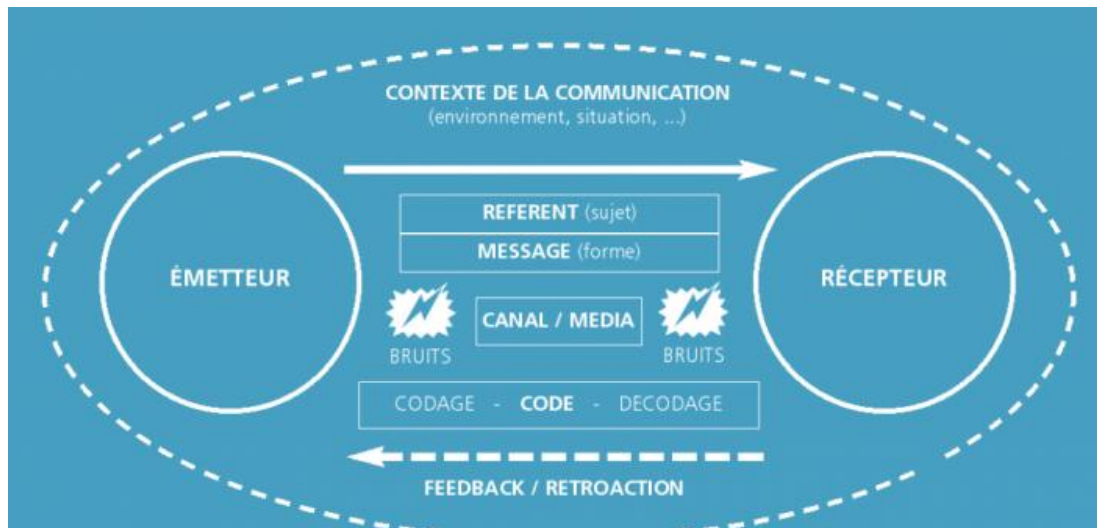 CONTEXTE DE LA COMMUNICATION
(environnement, situation, ...)
REFERENT (sujet)
MESSAGE (forme)
ÉMETTEUR
RÉCEPTEUR
CANAL / MEDIA
BRUITS
BRUITS
CODAGE - CODE - DECODAGE
FEEDBACK / RETROACTION